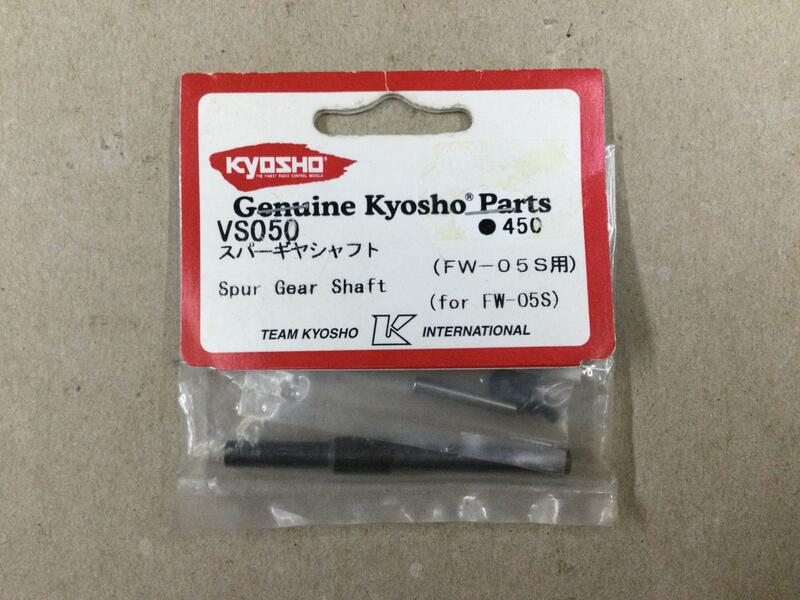 KYOSHO®
THE FINEST RADIO CONTROL MODELS
Genuine Kyosho® Parts
VS050 ●450
スパーギヤシャフト (FW-05S用)
Spur Gear Shaft (for FW-05S)
TEAM KYOSHO K INTERNATIONAL